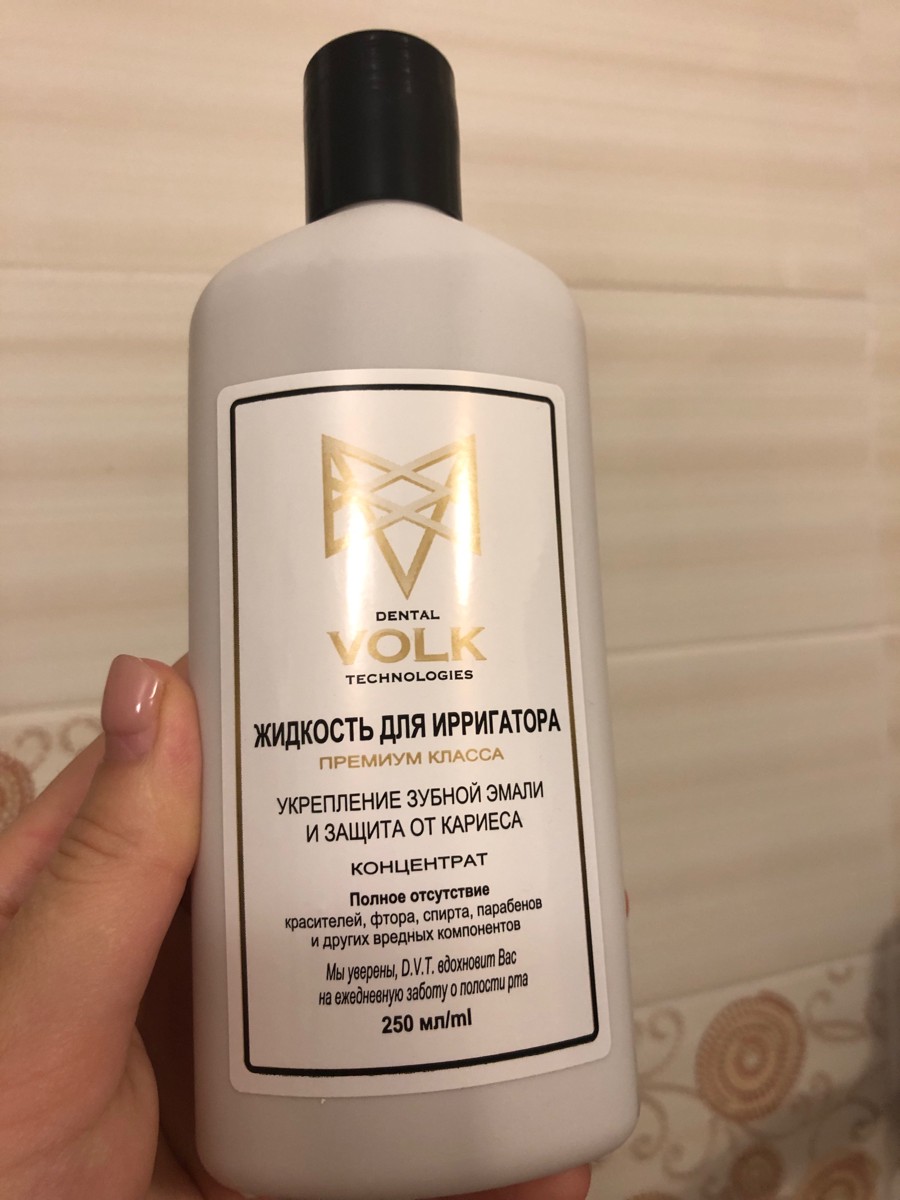 DENTAL
VOLK
TECHNOLOGIES
ЖИДКОСТЬ ДЛЯ ИРРИГАТОРА
ПРЕМИУМ КЛАССА
УКРЕПЛЕНИЕ ЗУБНОЙ ЭМАЛИ
И ЗАЩИТА ОТ КАРИЕСА
КОНЦЕНТРАТ
Полное отсутствие
красителей, фтора, спирта, парабенов
и других вредных компонентов
Мы уверены, D.V.T. вдохновит Вас
на ежедневную заботу о полости рта
250 мл/ml